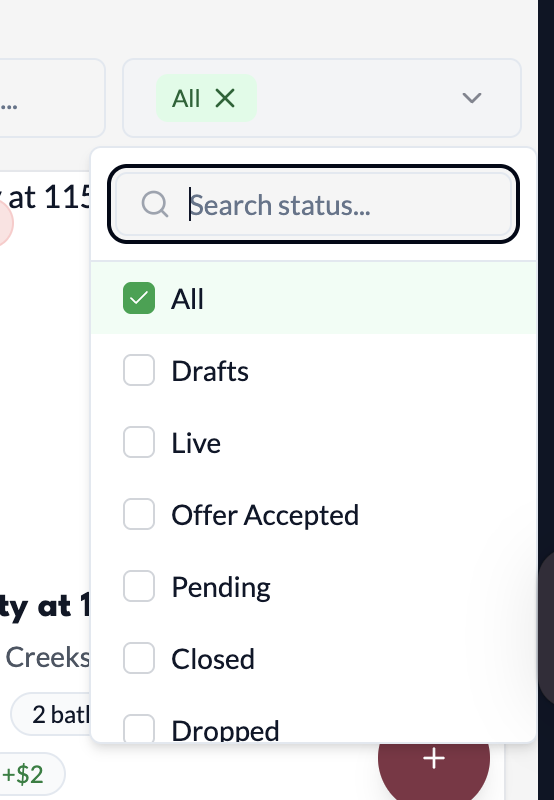 ...
All
at 115
Search status...
All
Drafts
Live
Offer Accepted
Pending
ty at 1
Closed
Creeks
2 bat
Dropped
+$2